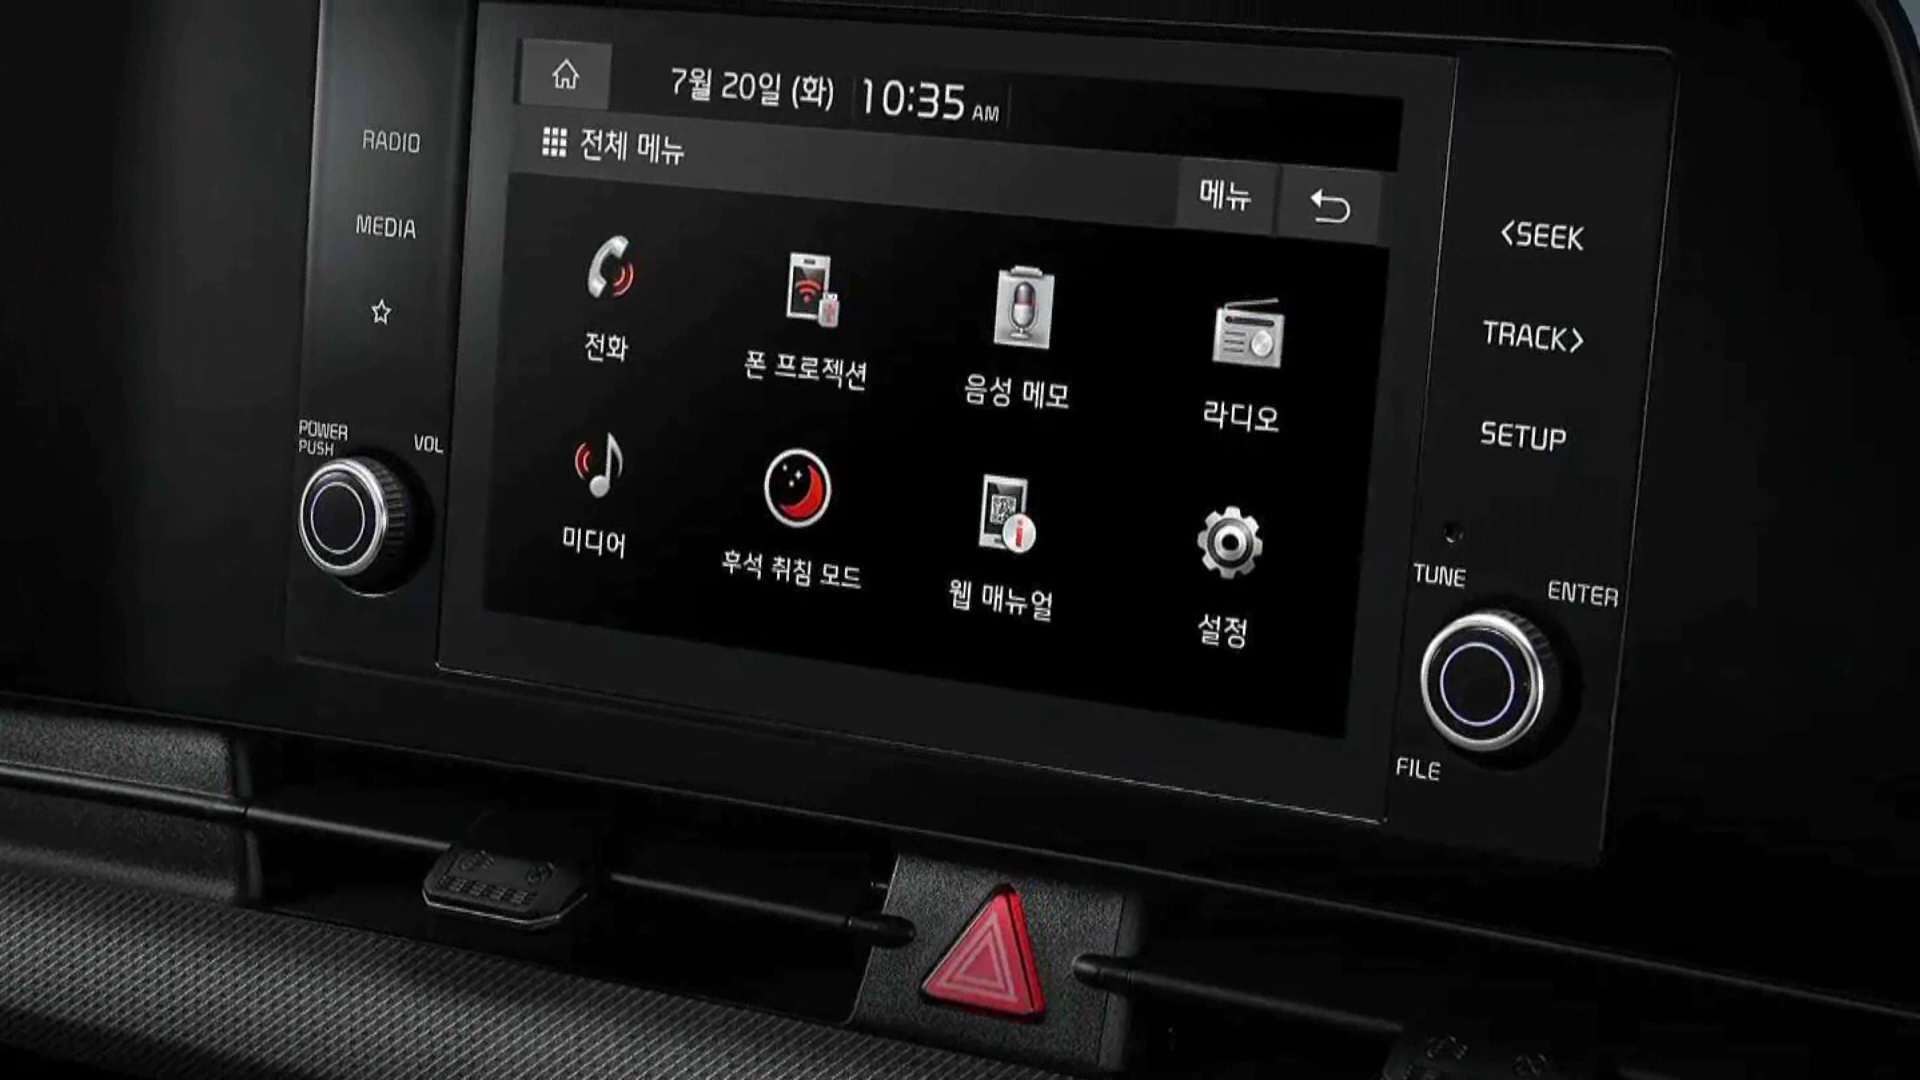 7월 20일 (화) 10:35 AM
전체 메뉴
메뉴
RADIO
MEDIA
<SEEK
TRACK>
SETUP
전화
폰 프로젝션
음성 메모
라디오
미디어
후석 취침 모드
웹 매뉴얼
설정
POWER
PUSH
VOL
TUNE
ENTER
FILE